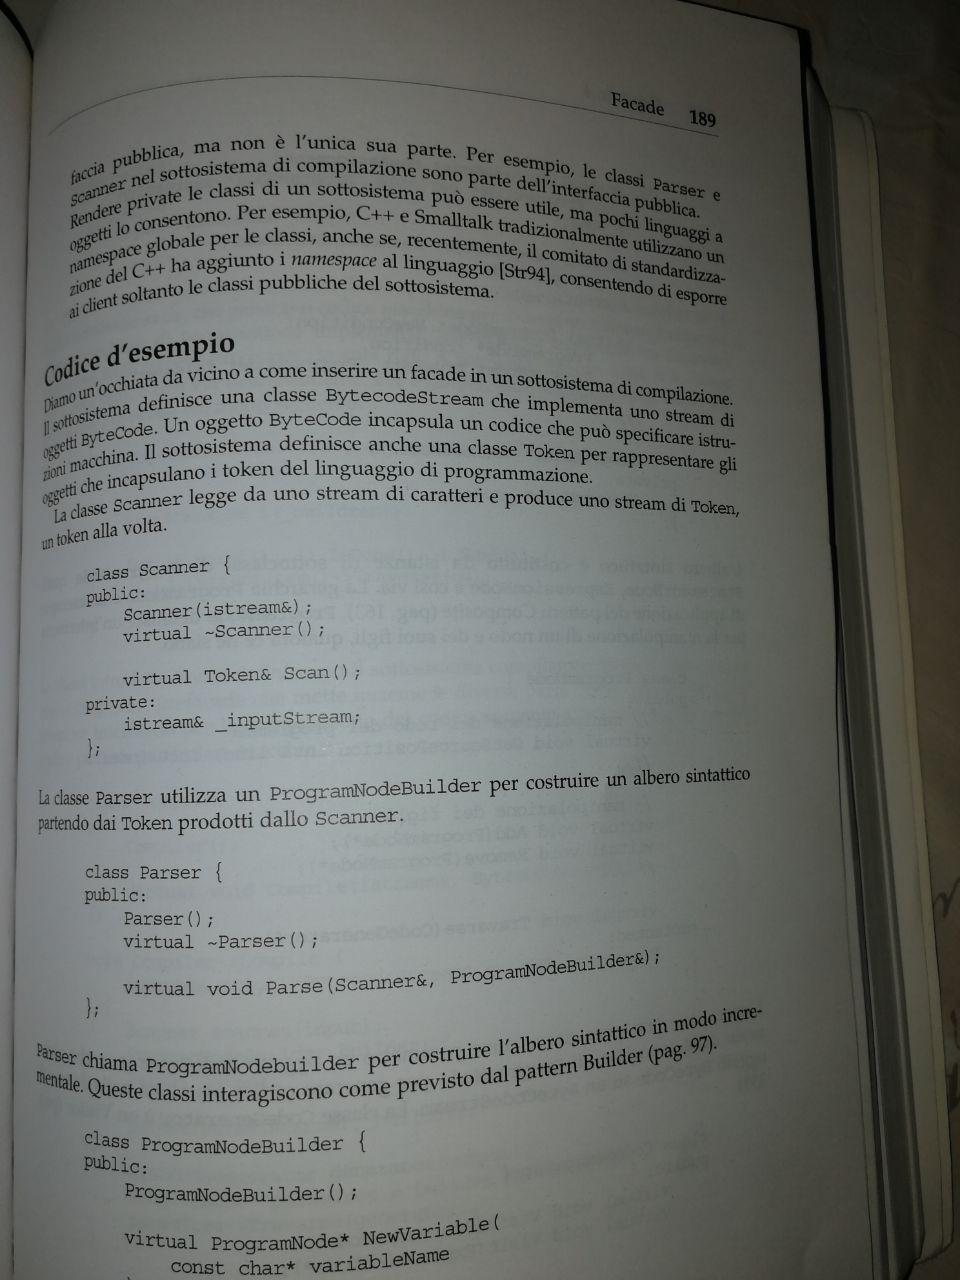 Facade 189
faccia pubblica, ma non è l'unica sua parte. Per esempio, le classi Parser e
Scanner nel sottosistema di compilazione sono parte dell'interfaccia pubblica.
Rendere private le classi di un sottosistema può essere utile, ma pochi linguaggi a
oggetti lo consentono. Per esempio, C++ e Smalltalk tradizionalmente utilizzano un
namespace globale per le classi, anche se, recentemente, il comitato di standardizza-
zione del C++ ha aggiunto i namespace al linguaggio [Str94], consentendo di esporre
ai client soltanto le classi pubbliche del sottosistema.
Codice d'esempio
Diamo un'occhiata da vicino a come inserire un facade in un sottosistema di compilazione.
Il sottosistema definisce una classe BytecodeStream che implementa uno stream di
oggetti ByteCode. Un oggetto ByteCode incapsula un codice che può specificare istru-
zioni macchina. Il sottosistema definisce anche una classe Token per rappresentare gli
oggetti che incapsulano i token del linguaggio di programmazione.
La classe Scanner legge da uno stream di caratteri e produce uno stream di Token,
un token alla volta.
class Scanner {
public:
Scanner(istream&);
virtual ~Scanner();
virtual Token& Scan();
private:
istream& _inputStream;
};
La classe Parser utilizza un ProgramNodeBuilder per costruire un albero sintattico
partendo dai Token prodotti dallo Scanner.
class Parser {
public:
Parser();
virtual ~Parser();
virtual void Parse(Scanner&, ProgramNodeBuilder&);
};
Parser chiama ProgramNodebuilder per costruire l'albero sintattico in modo incre-
mentale. Queste classi interagiscono come previsto dal pattern Builder (pag. 97).
class ProgramNodeBuilder {
public:
ProgramNodeBuilder();
virtual ProgramNode* NewVariable(
const char* variableName